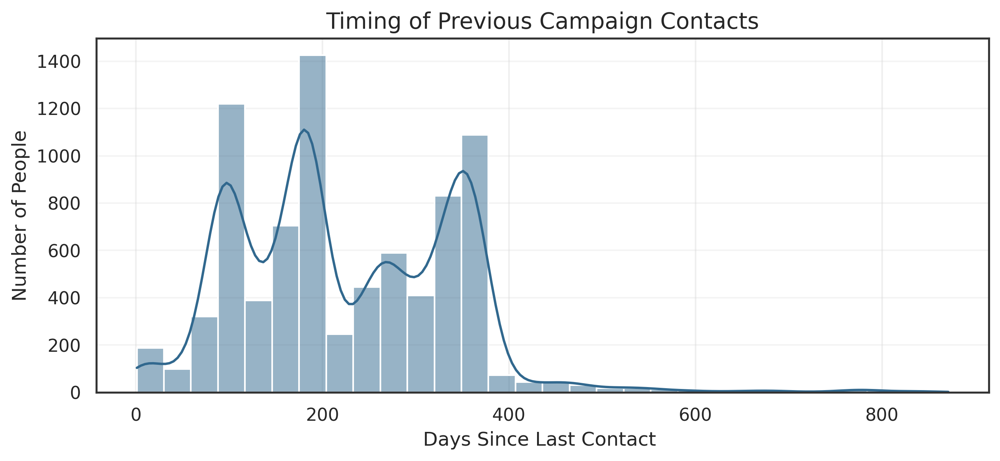 Timing of Previous Campaign Contacts
Number of People
1400
1200
1000
800
600
400
200
0
0 200 400 600 800
Days Since Last Contact